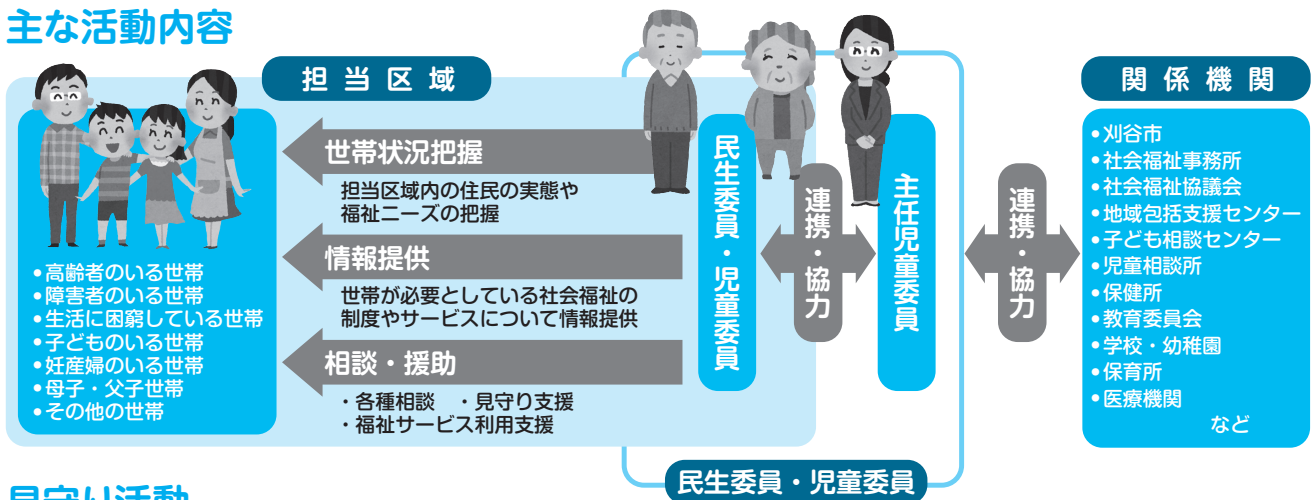 主な活動内容
担当区域
•高齢者のいる世帯
•障害者のいる世帯
•生活に困窮している世帯
•子どものいる世帯
•妊産婦のいる世帯
•母子・父子世帯
•その他の世帯
世帯状況把握
担当区域内の住民の実態や
福祉ニーズの把握
情報提供
世帯が必要としている社会福祉の
制度やサービスについて情報提供
相談・援助
・各種相談　・見守り支援
・福祉サービス利用支援
民生委員・児童委員
連携・協力
主任児童委員
民生委員・児童委員
連携・協力
関係機関
•刈谷市
•社会福祉事務所
•社会福祉協議会
•地域包括支援センター
•子ども相談センター
•児童相談所
•保健所
•教育委員会
•学校・幼稚園
•保育所
•医療機関
など
見守り活動